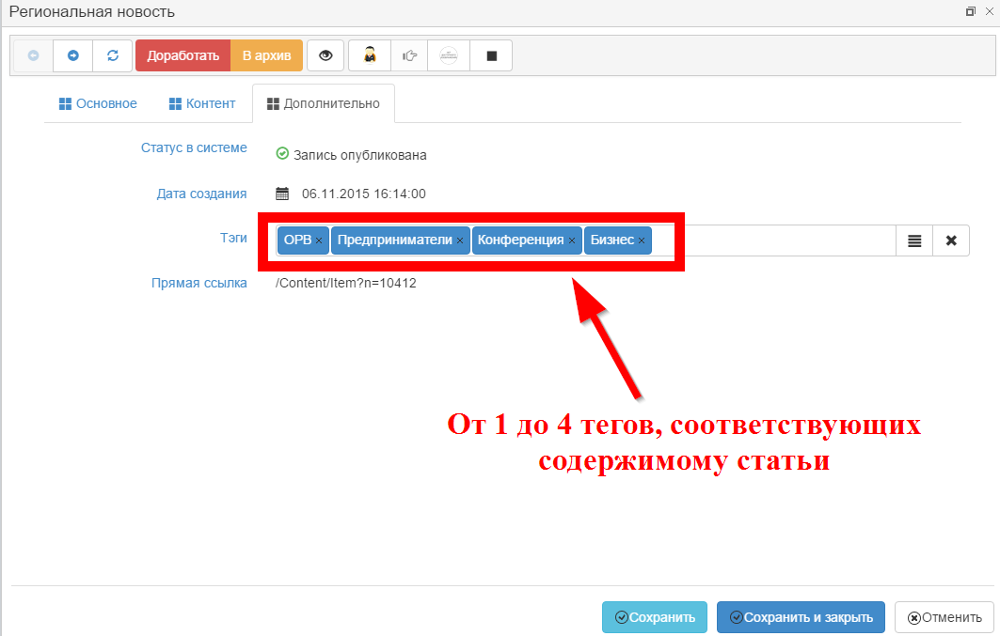 Региональная новость
Доработать В архив
Основное Контент Дополнительно
Статус в системе Запись опубликована
Дата создания 06.11.2015 16:14:00
Тэги ОРВ × Предприниматели × Конференция × Бизнес ×
Прямая ссылка /Content/Item?n=10412
От 1 до 4 тегов, соответствующих
содержимому статьи
Сохранить Сохранить и закрыть Отменить